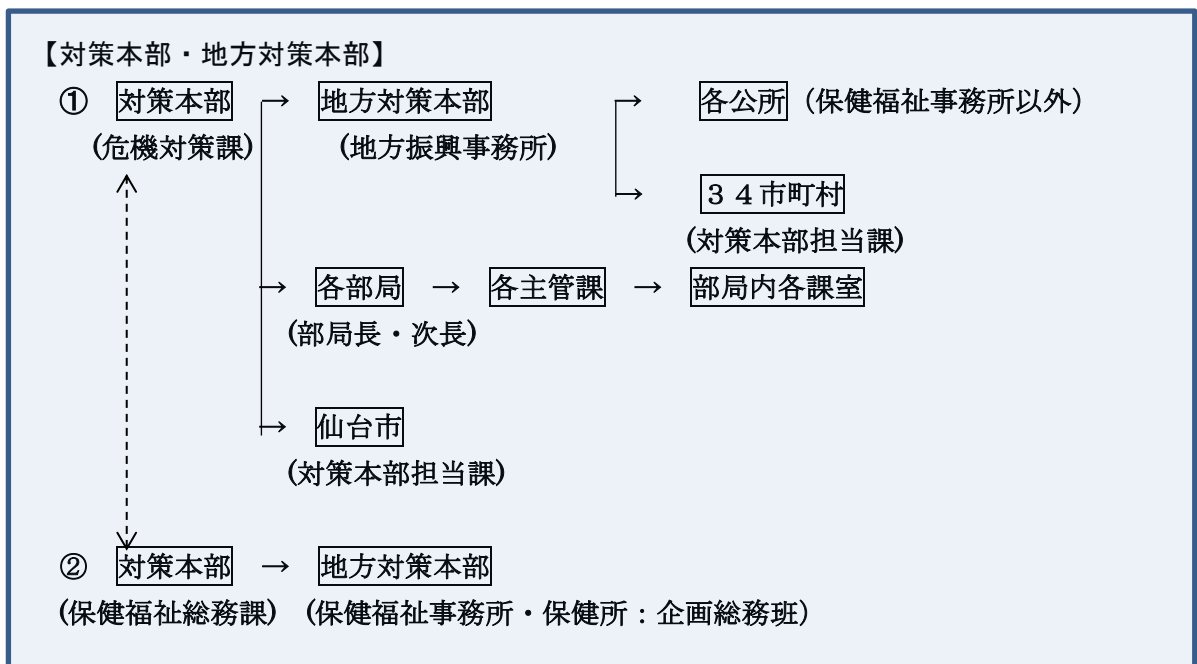 【対策本部・地方対策本部】
① 対策本部 → 地方対策本部 → 各公所（保健福祉事務所以外）
(危機対策課) (地方振興事務所)
→ ３４市町村
(対策本部担当課)
→ 各部局 → 各主管課 → 部局内各課室
(部局長・次長)
→ 仙台市
(対策本部担当課)
② 対策本部 → 地方対策本部
(保健福祉総務課) (保健福祉事務所・保健所：企画総務班)